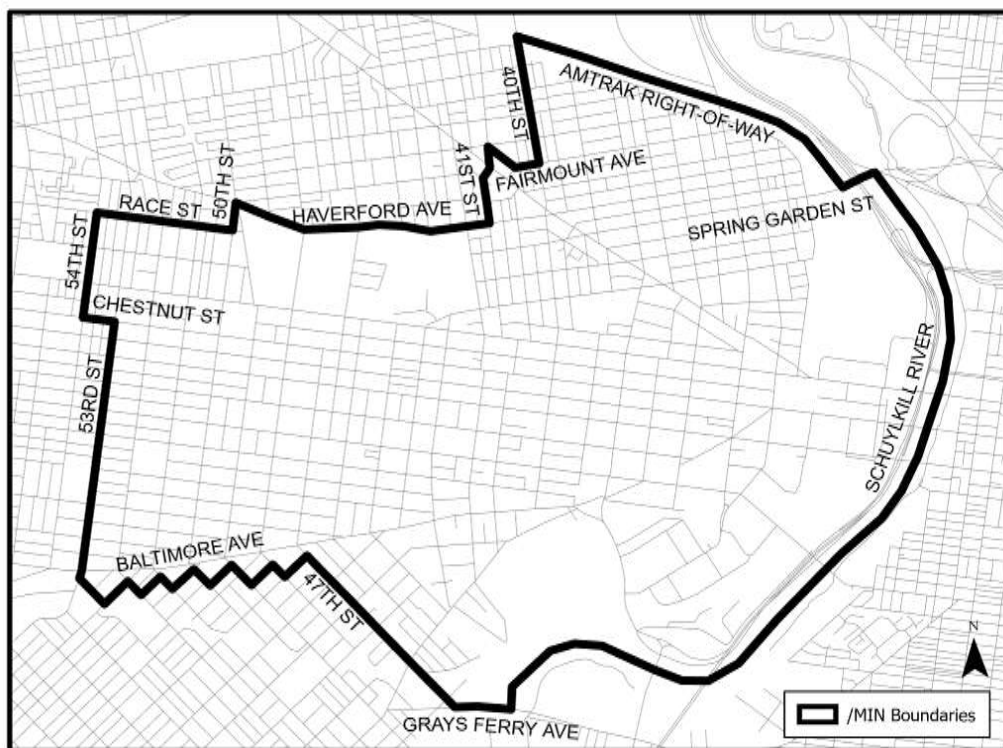 40TH ST
AMTRAK RIGHT-OF-WAY
41ST ST
FAIRMOUNT AVE
50TH ST
RACE ST
HAVERFORD AVE
SPRING GARDEN ST
54TH ST
CHESTNUT ST
53RD ST
SCHUYLKILL RIVER
BALTIMORE AVE
47TH ST
N
GRAYS FERRY AVE
/MIN Boundaries